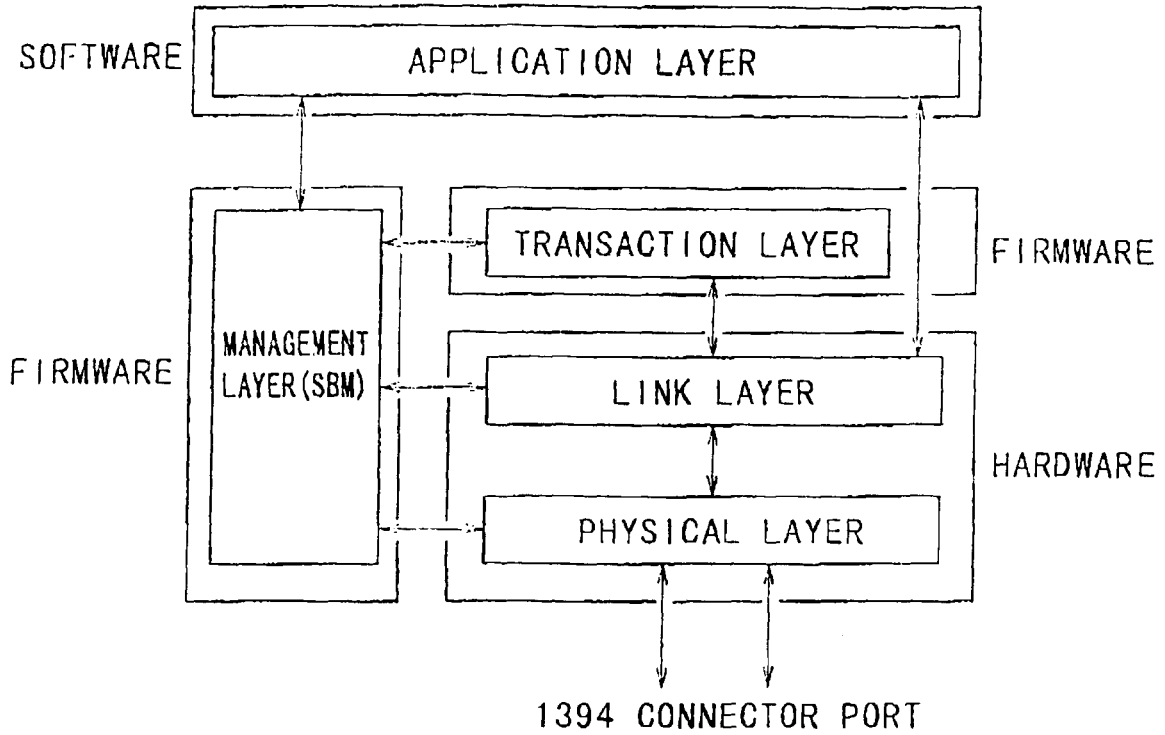 SOFTWARE
APPLICATION LAYER
TRANSACTION LAYER
FIRMWARE
MANAGEMENT
LAYER(SBM)
FIRMWARE
LINK LAYER
HARDWARE
PHYSICAL LAYER
1394 CONNECTOR PORT